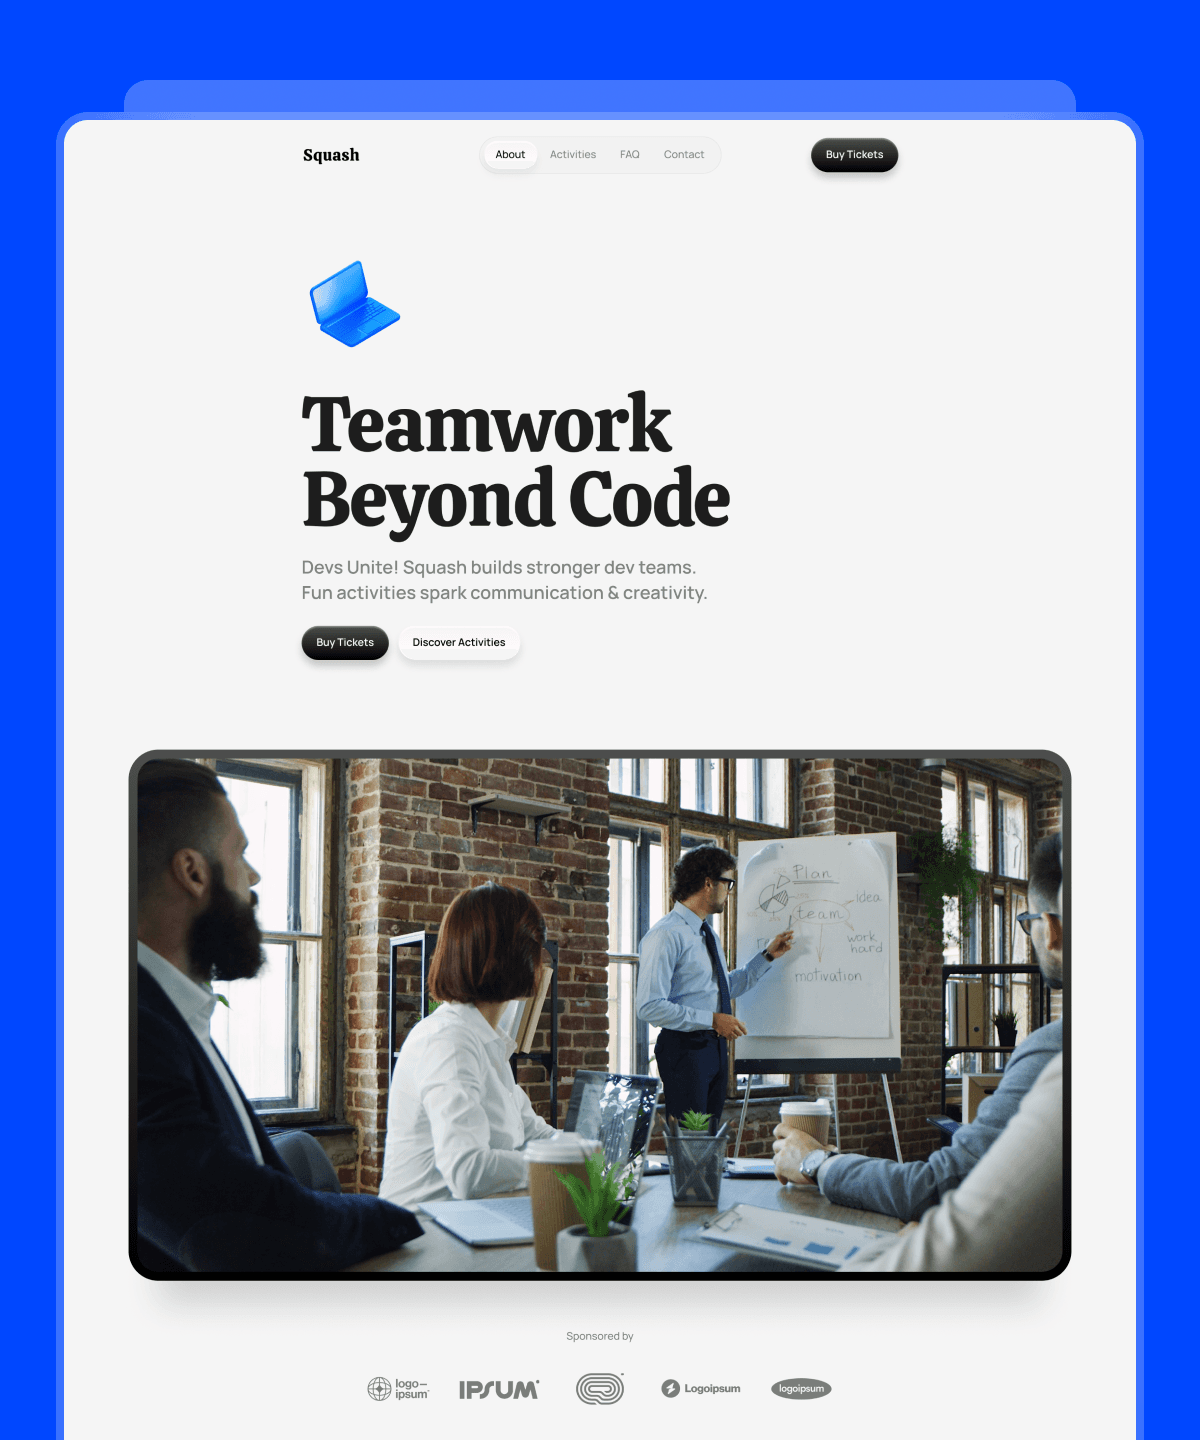 Squash
About
Activities
FAQ
Contact
Buy Tickets
Teamwork
Beyond Code
Devs Unite! Squash builds stronger dev teams.
Fun activities spark communication & creativity.
Buy Tickets
Discover Activities
Plan
idea
team
work
hard
motivation
Sponsored by
logo—
ipsum
IPSUM
Logoipsum
logoipsum